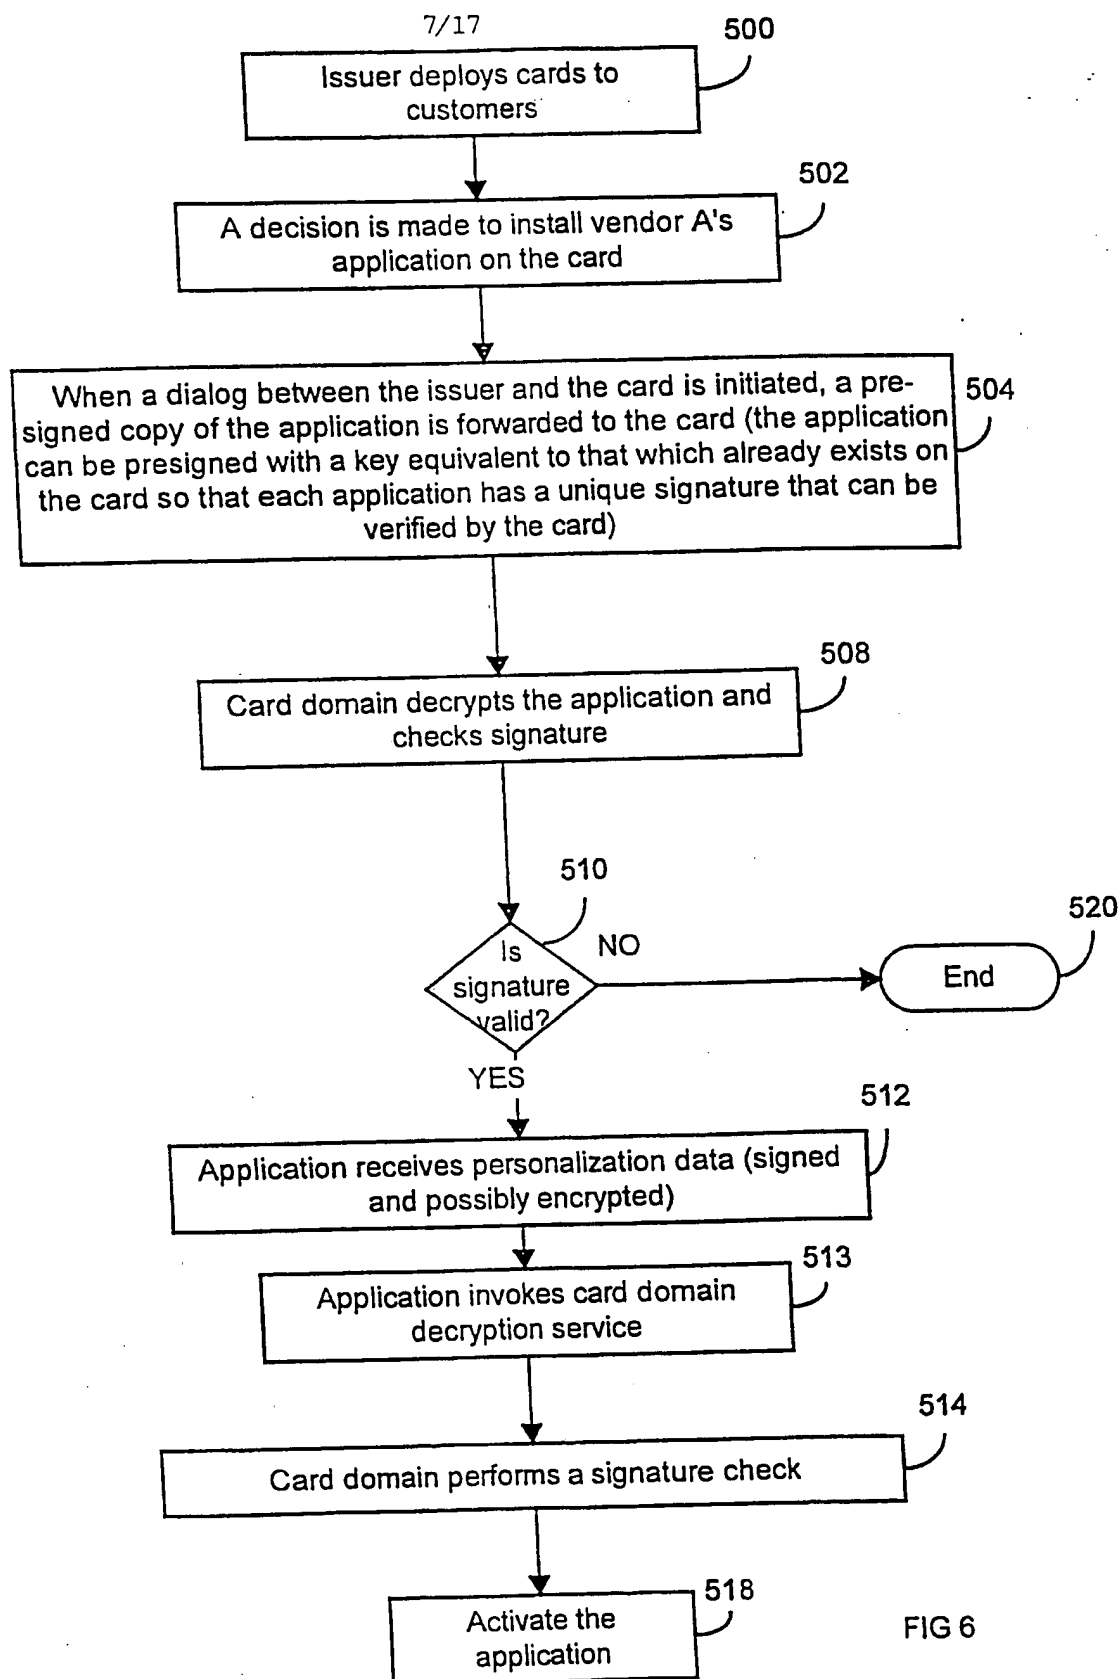 7/17
500
Issuer deploys cards to
customers
502
A decision is made to install vendor A's
application on the card
504
When a dialog between the issuer and the card is initiated, a pre-
signed copy of the application is forwarded to the card (the application
can be presigned with a key equivalent to that which already exists on
the card so that each application has a unique signature that can be
verified by the card)
508
Card domain decrypts the application and
checks signature
510
Is
signature
valid?
NO
520
End
YES
512
Application receives personalization data (signed
and possibly encrypted)
513
Application invokes card domain
decryption service
514
Card domain performs a signature check
518
Activate the
application
FIG 6